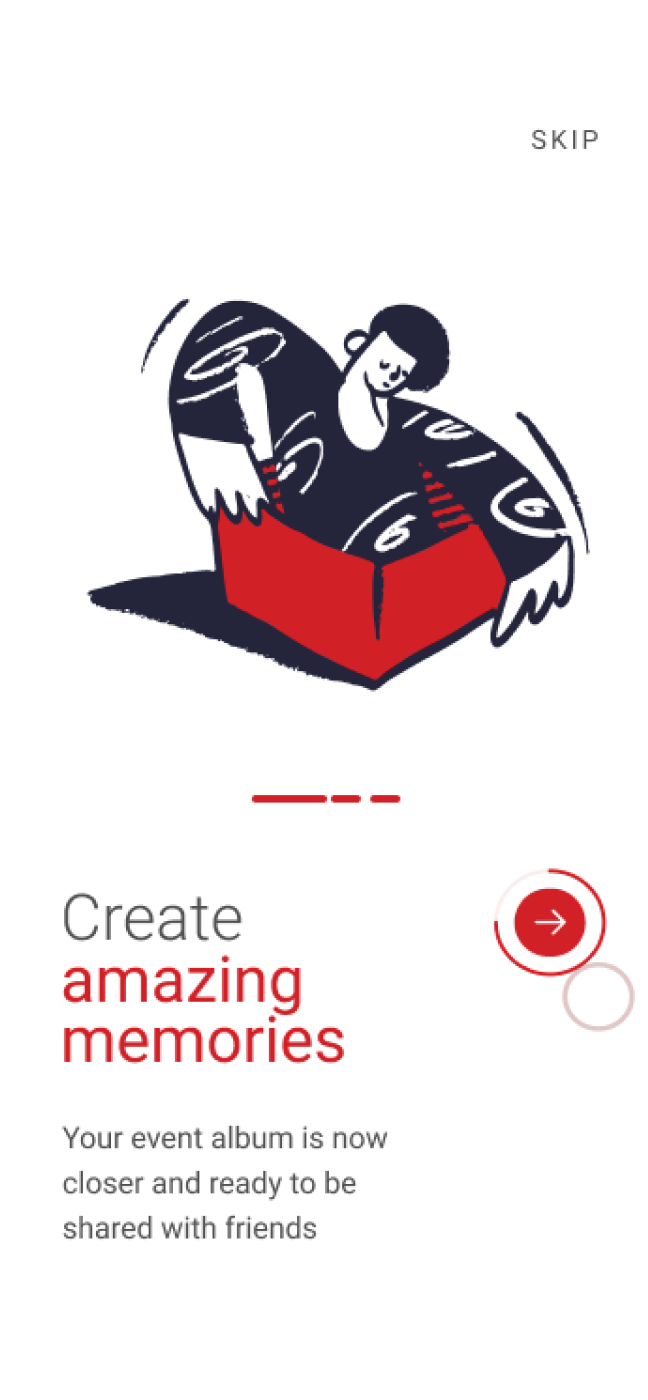 SKIP
Create
amazing
memories
Your event album is now
closer and ready to be
shared with friends